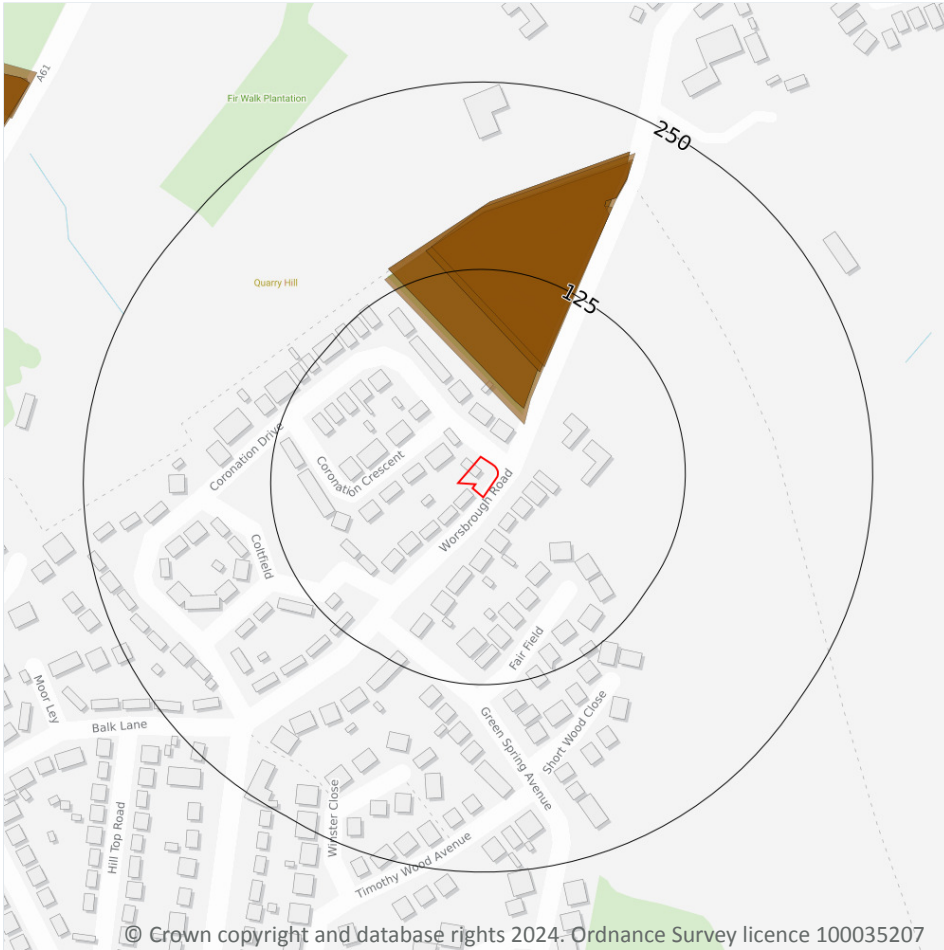 A61
Fir Walk Plantation
250
Quarry Hill
125
Coronation Drive
Coronation Crescent
Worsbrough Road
Coltfield
Fair Field
Moor Ley
Balk Lane
Green Spring Avenue
Short Wood Close
Hill Top Road
Winster Close
Timothy Wood Avenue
© Crown copyright and database rights 2024. Ordnance Survey licence 100035207